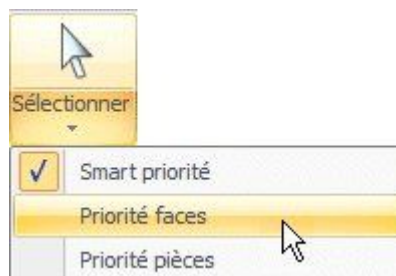 Sélectionner
Smart priorité
Priorité faces
Priorité pièces